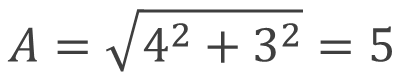 A = √(4² + 3²) = 5